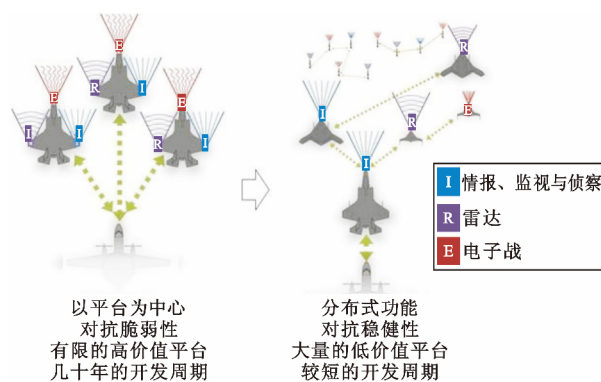 E
R I
E E
I I R I
R
E
I R
I
I 情报、监视与侦察
R 雷达
E 电子战
以平台为中心
对抗脆弱性
有限的高价值平台
几十年的开发周期
分布式功能
对抗稳健性
大量的低价值平台
较短的开发周期